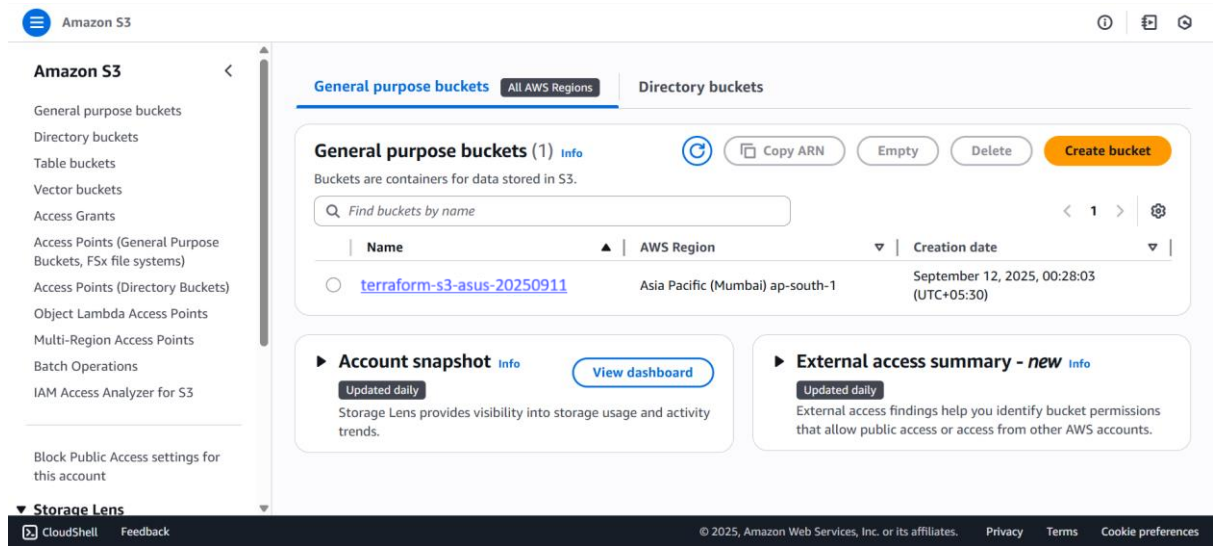 Amazon S3
Amazon S3
General purpose buckets
Directory buckets
Table buckets
Vector buckets
Access Grants
Access Points (General Purpose
Buckets, FSx file systems)
Access Points (Directory Buckets)
Object Lambda Access Points
Multi-Region Access Points
Batch Operations
IAM Access Analyzer for S3
Block Public Access settings for
this account
Storage Lens
General purpose buckets All AWS Regions Directory buckets
General purpose buckets (1) Info Copy ARN Empty Delete Create bucket
Buckets are containers for data stored in S3.
Find buckets by name 1
Name AWS Region Creation date
terraform-s3-asus-20250911 Asia Pacific (Mumbai) ap-south-1 September 12, 2025, 00:28:03
(UTC+05:30)
Account snapshot Info View dashboard
Updated daily
Storage Lens provides visibility into storage usage and activity
trends.
External access summary - new Info
Updated daily
External access findings help you identify bucket permissions
that allow public access or access from other AWS accounts.
CloudShell Feedback © 2025, Amazon Web Services, Inc. or its affiliates. Privacy Terms Cookie preferences